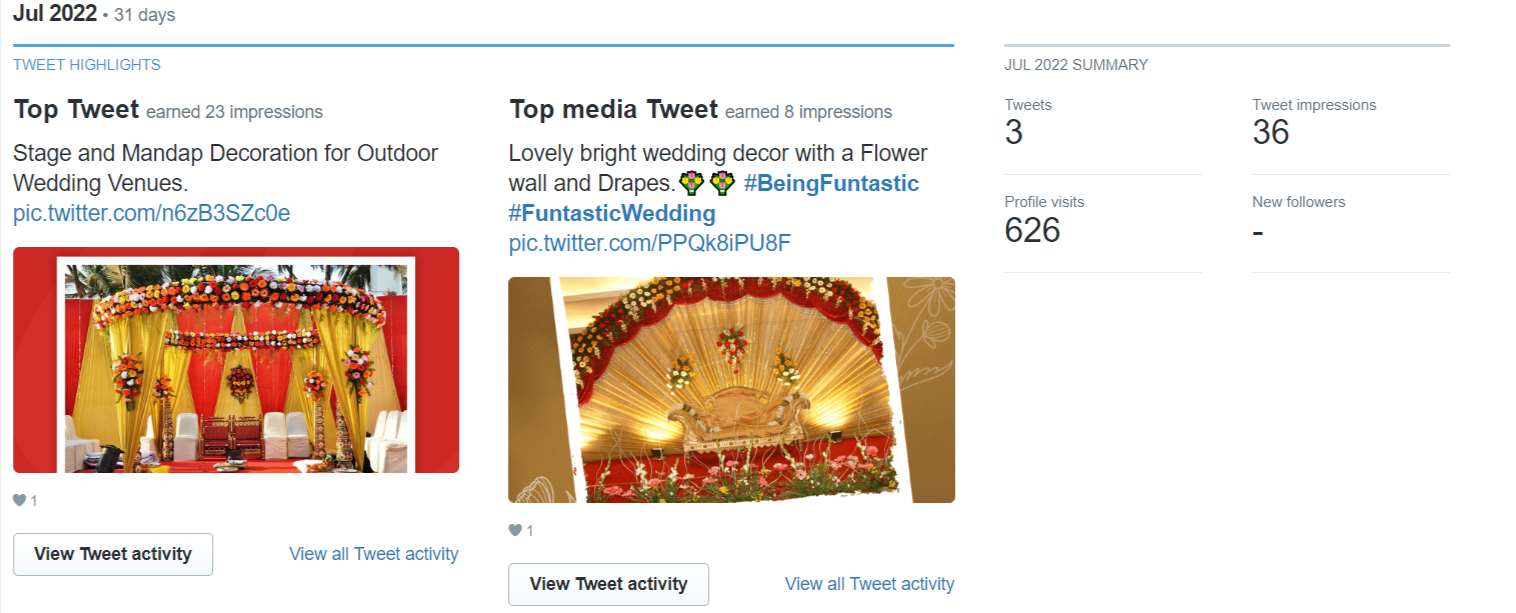 Jul 2022 • 31 days
TWEET HIGHLIGHTS
Top Tweet earned 23 impressions
Stage and Mandap Decoration for Outdoor
Wedding Venues.
pic.twitter.com/n6zB3SZc0e
1
View Tweet activity
View all Tweet activity
Top media Tweet earned 8 impressions
Lovely bright wedding decor with a Flower
wall and Drapes.💐💐 #BeingFuntastic
#FuntasticWedding
pic.twitter.com/PPQk8iPU8F
1
View Tweet activity
View all Tweet activity
JUL 2022 SUMMARY
Tweets
3
Tweet impressions
36
Profile visits
626
New followers
-